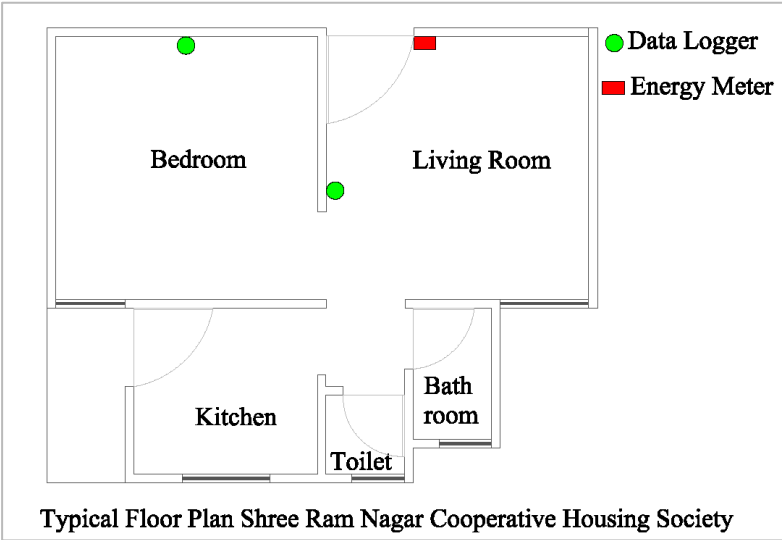 Data Logger
Energy Meter
Bedroom
Living Room
Kitchen
Toilet
Bath
room
Typical Floor Plan Shree Ram Nagar Cooperative Housing Society